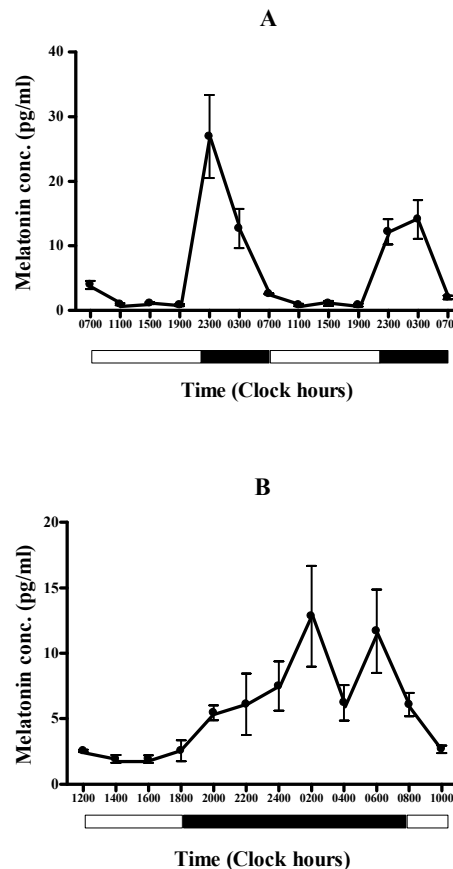 A
Melatonin conc. (pg/ml)
40
30
20
10
0
0700 1100 1500 1900 2300 0300 0700 1100 1500 1900 2300 0300 070
Time (Clock hours)
B
Melatonin conc. (pg/ml)
20
15
10
5
0
1200 1400 1600 1800 2000 2200 2400 0200 0400 0600 0800 1000
Time (Clock hours)